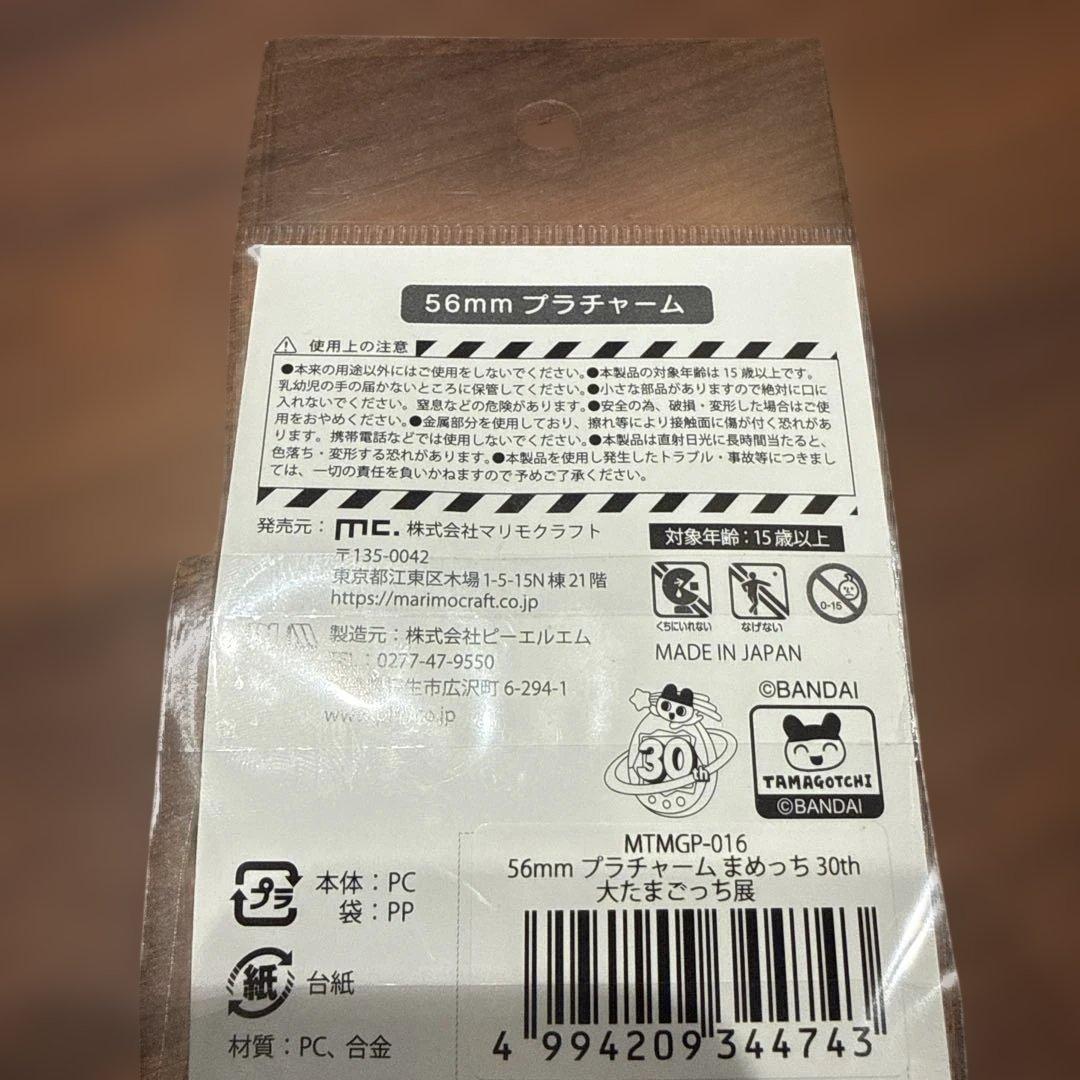 56mm プラチャーム
使用上の注意
●本来の用途以外にはご使用をしないでください。●本製品の対象年齢は15歳以上です。
乳幼児の手の届かないところに保管してください。●小さな部品がありますので絶対に口に
入れないでください。窒息などの危険があります。●安全の為、破損・変形した場合はご使
用をおやめください。●金属部分を使用しており、擦れ等により接触面に傷が付く恐れがあ
ります。携帯電話などでは使用しないでください。●本製品は直射日光に長時間当たると、
色落ち・変形する恐れがあります。●本製品を使用し発生したトラブル・事故等につきまし
ては、一切の責任を負いかねますので予めご了承ください。
発売元：mc.株式会社マリモクラフト
〒135-0042
東京都江東区木場1-5-15N棟21階
https://marimocraft.co.jp
対象年齢：15歳以上
くちにいれない なげない 0-15
製造元：株式会社ピーエルエム
TEL：0277-47-9550
生市広沢町 6-294-1
MADE IN JAPAN
©BANDAI
30th
TAMAGOTCHI
©BANDAI
MTMGP-016
56mm プラチャーム まめっち 30th
大たまごっち展
プラ 本体：PC
袋：PP
紙 台紙
材質：PC、合金
4 994209 344743